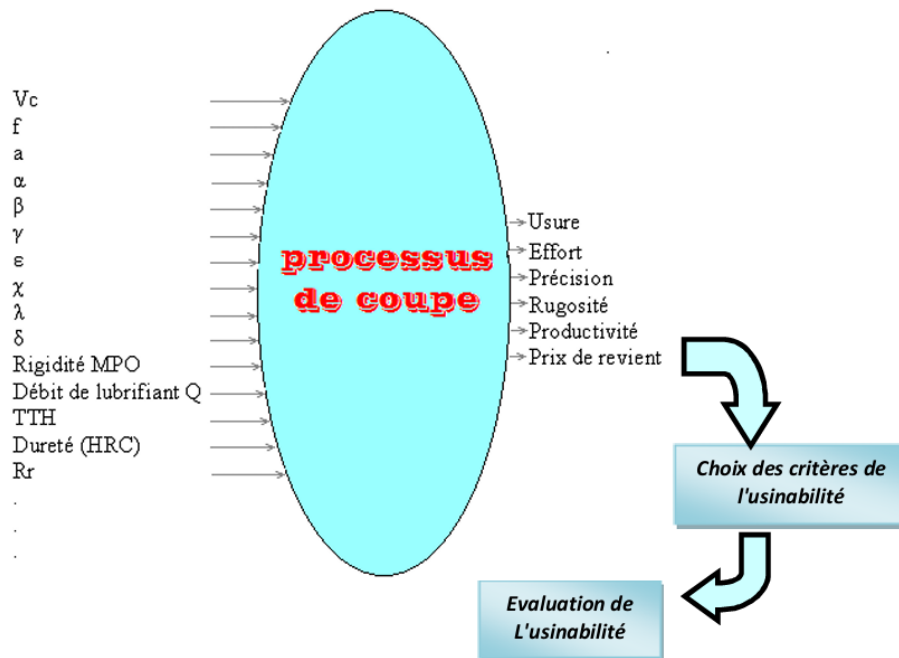 Vc
f
a
α
β
γ
ε
χ
λ
δ
Rigidité MPO
Débit de lubrifiant Q
TTH
Dureté (HRC)
Rr
.
.
.
processus
de coupe
Usure
Effort
Précision
Rugosité
Productivité
Prix de revient
Choix des critères de
l'usinabilité
Evaluation de
L'usinabilité